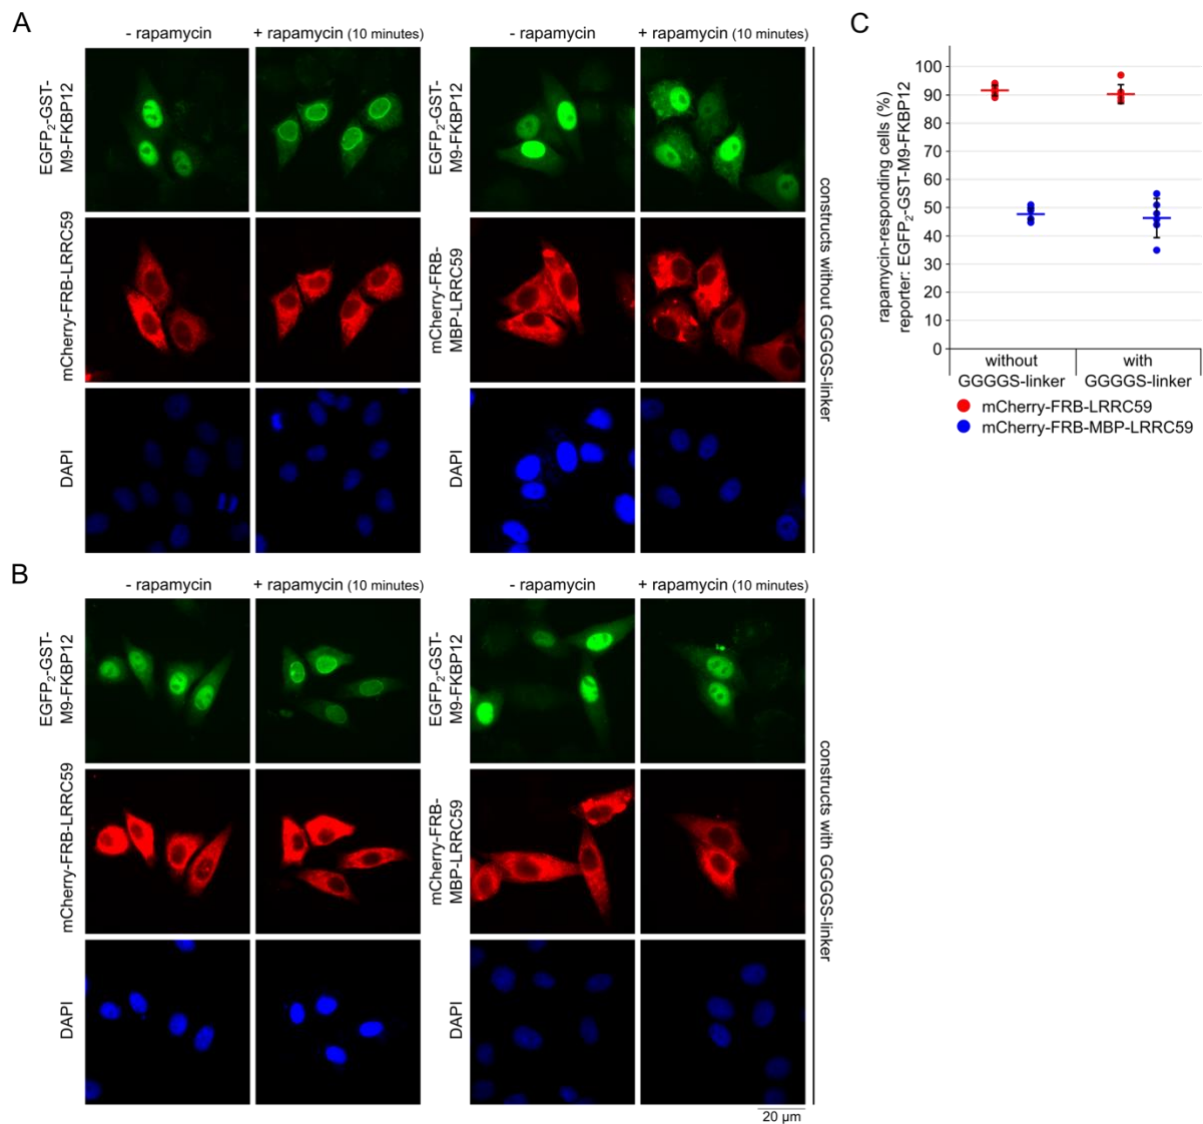 A
- rapamycin
+ rapamycin (10 minutes)
- rapamycin
+ rapamycin (10 minutes)
EGFP₂-GST-
M9-FKBP12
EGFP₂-GST-
M9-FKBP12
mCherry-FRB-LRRC59
mCherry-FRB-
MBP-LRRC59
DAPI
DAPI
constructs without GGGGS-linker
B
- rapamycin
+ rapamycin (10 minutes)
- rapamycin
+ rapamycin (10 minutes)
EGFP₂-GST-
M9-FKBP12
EGFP₂-GST-
M9-FKBP12
mCherry-FRB-LRRC59
mCherry-FRB-
MBP-LRRC59
DAPI
DAPI
constructs with GGGGS-linker
20 µm
C
rapamycin-responding cells (%)
reporter: EGFP₂-GST-M9-FKBP12
100
90
80
70
60
50
40
30
20
10
0
without
GGGGS-linker
with
GGGGS-linker
mCherry-FRB-LRRC59
mCherry-FRB-MBP-LRRC59